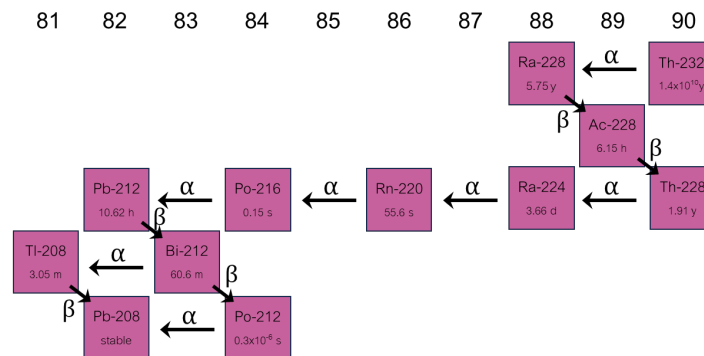 81 82 83 84 85 86 87 88 89 90
Ra-228 α Th-232
5.75 y 1.4x10¹⁰y
β Ac-228
6.15 h β
Pb-212 α Po-216 α Rn-220 α Ra-224 α Th-228
10.62 h 0.15 s 55.6 s 3.66 d 1.91 y
β
Tl-208 α Bi-212
3.05 m 60.6 m
β β
Pb-208 α Po-212
stable 0.3x10⁻⁶ s